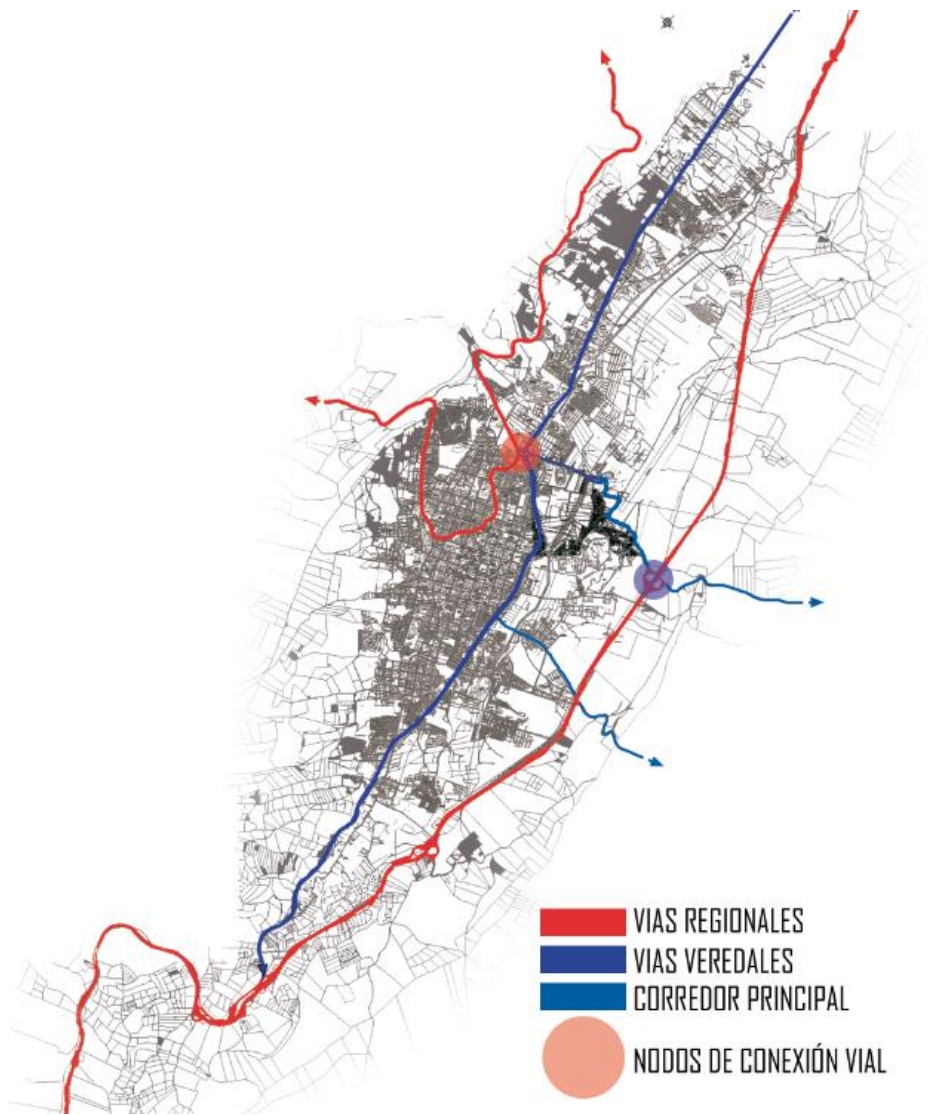 VIAS REGIONALES
VIAS VEREDALES
CORREDOR PRINCIPAL
NODOS DE CONEXIÓN VIAL